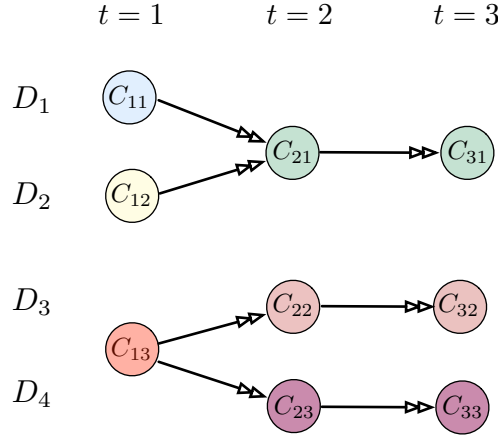 t = 1 t = 2 t = 3
D₁ C₁₁
C₂₁ C₃₁
D₂ C₁₂
D₃ C₂₂ C₃₂
C₁₃
D₄ C₂₃ C₃₃